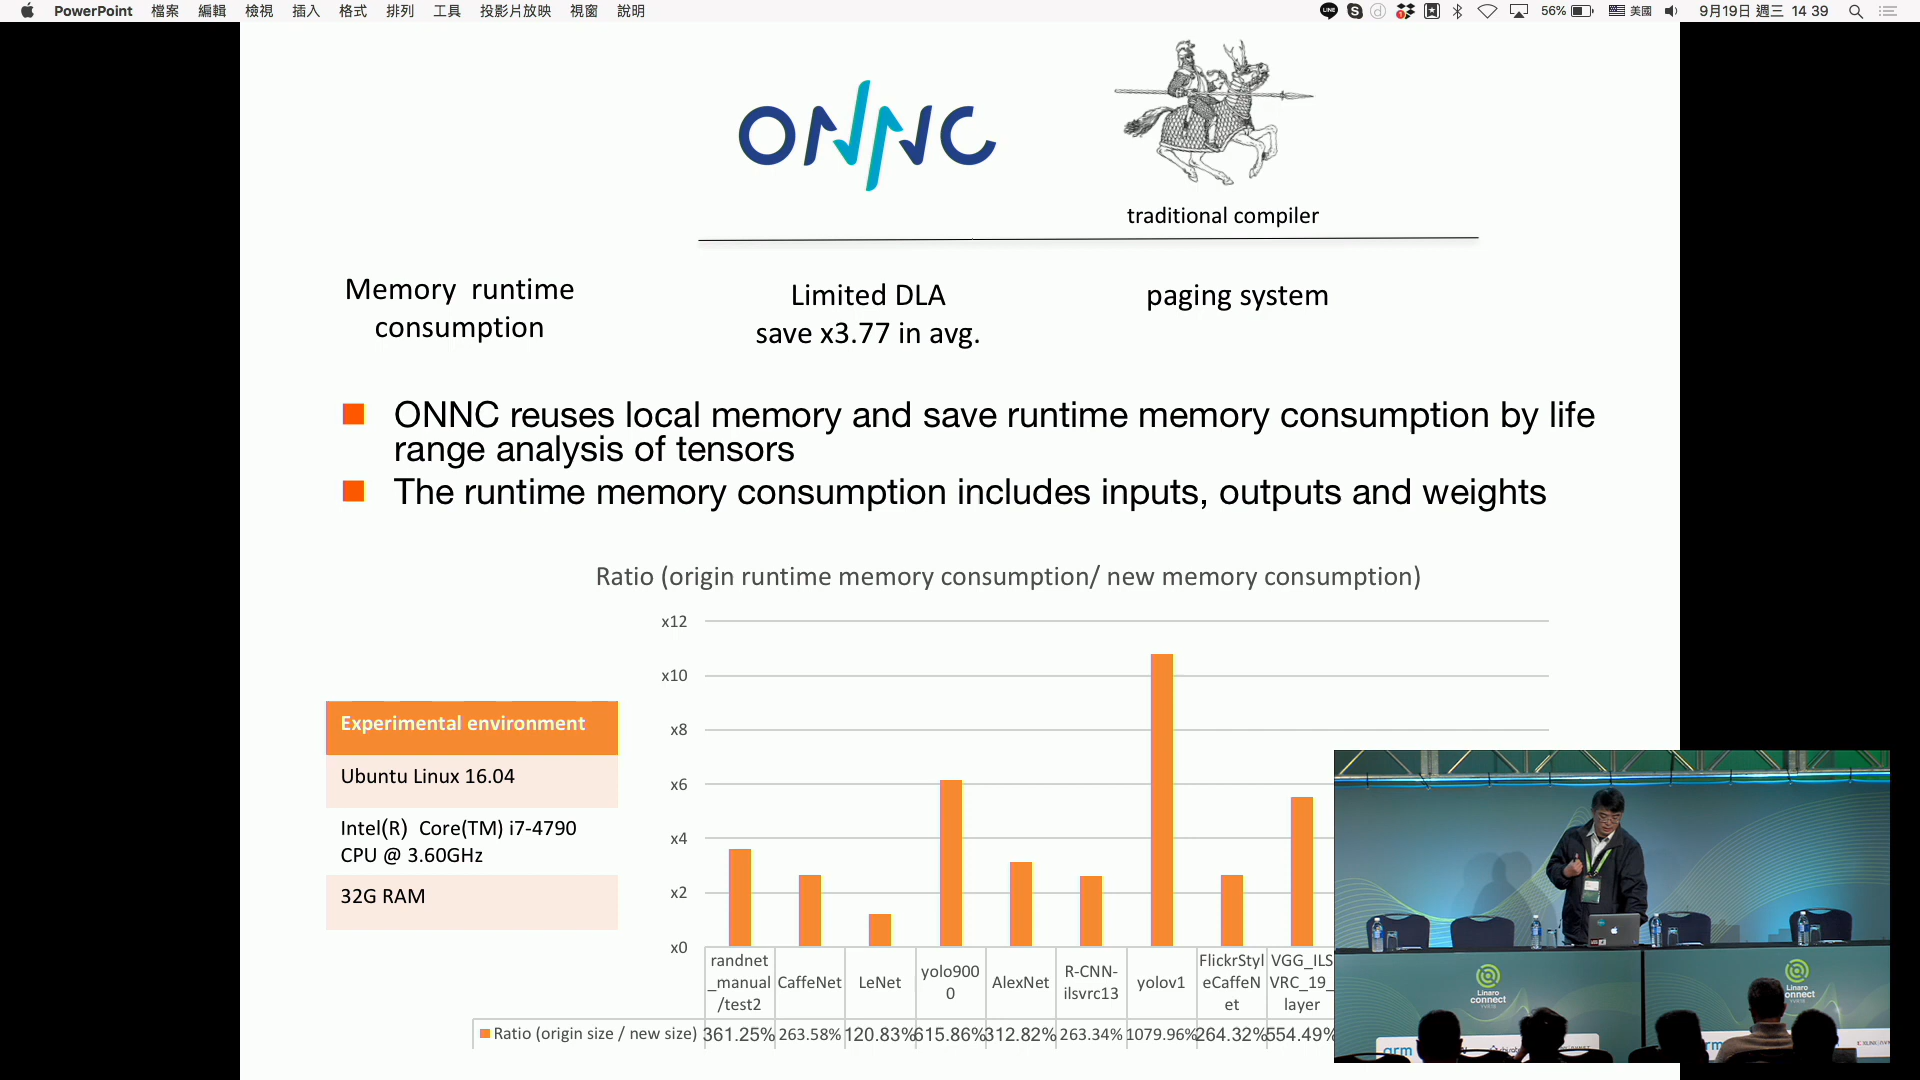 PowerPoint 檔案 編輯 檢視 插入 格式 排列 工具 投影片放映 視窗 說明 56% 美國 9月19日 週三 14 39
ONNC
traditional compiler
Memory runtime
consumption
Limited DLA
save x3.77 in avg.
paging system
ONNC reuses local memory and save runtime memory consumption by life
range analysis of tensors
The runtime memory consumption includes inputs, outputs and weights
Ratio (origin runtime memory consumption/ new memory consumption)
x12
x10
x8
x6
x4
x2
x0
Experimental environment
Ubuntu Linux 16.04
Intel(R) Core(TM) i7-4790
CPU @ 3.60GHz
32G RAM
randnet
_manual
/test2
CaffeNet
LeNet
yolo900
0
AlexNet
R-CNN-
ilsvrc13
yolov1
FlickrStyl
eCaffeN
et
VGG_ILS
VRC_19_
layer
Ratio (origin size / new size) 361.25% 263.58% 120.83% 615.86% 312.82% 263.34% 1079.96% 264.32% 554.49%
Linaro
connect
Linaro
connect
arm